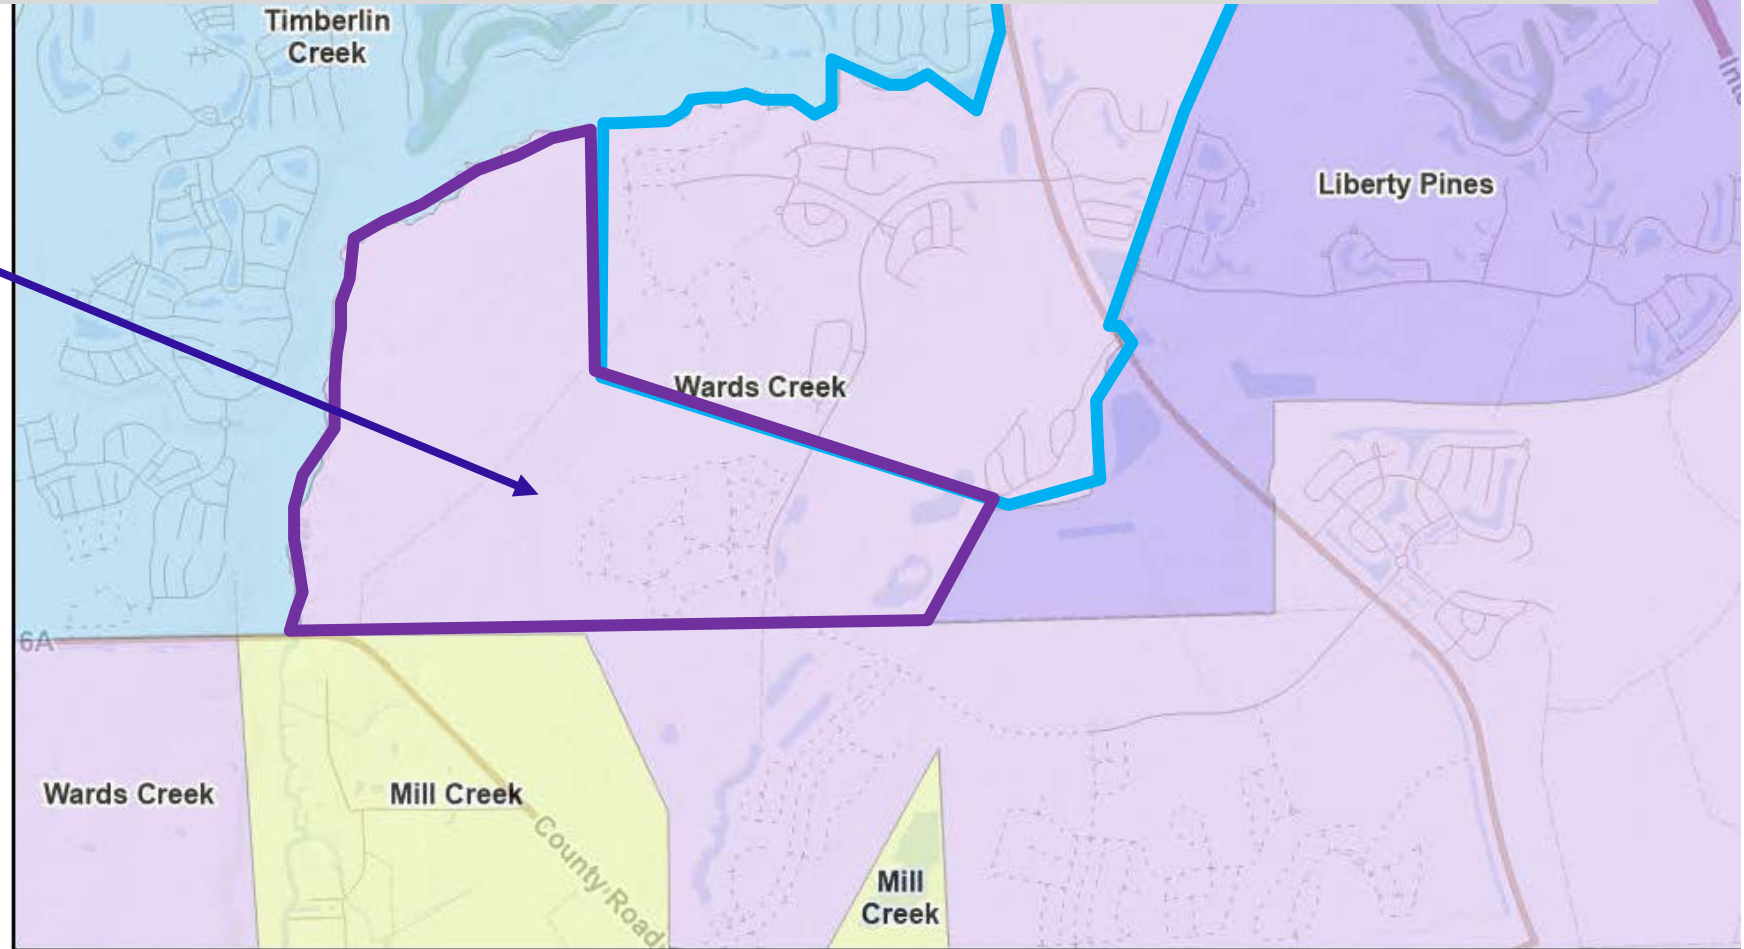 Timberlin
Creek
Liberty Pines
Wards Creek
6A
Wards Creek
Mill Creek
County Road
Mill
Creek